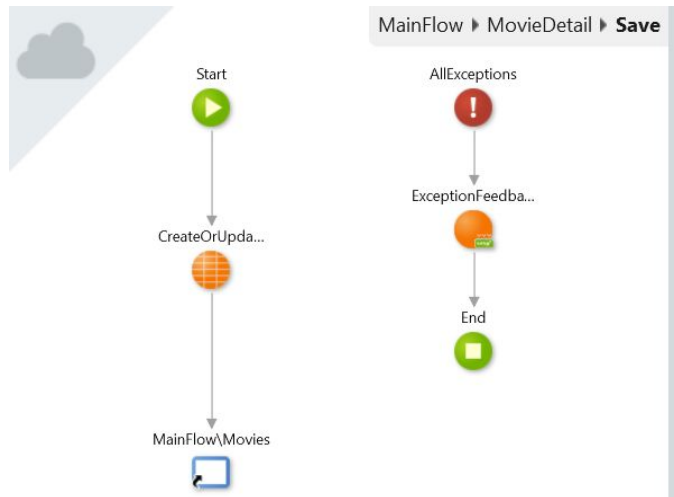 MainFlow ▸ MovieDetail ▸ Save
Start
AllExceptions
ExceptionFeedba...
CreateOrUpda...
End
MainFlow\Movies